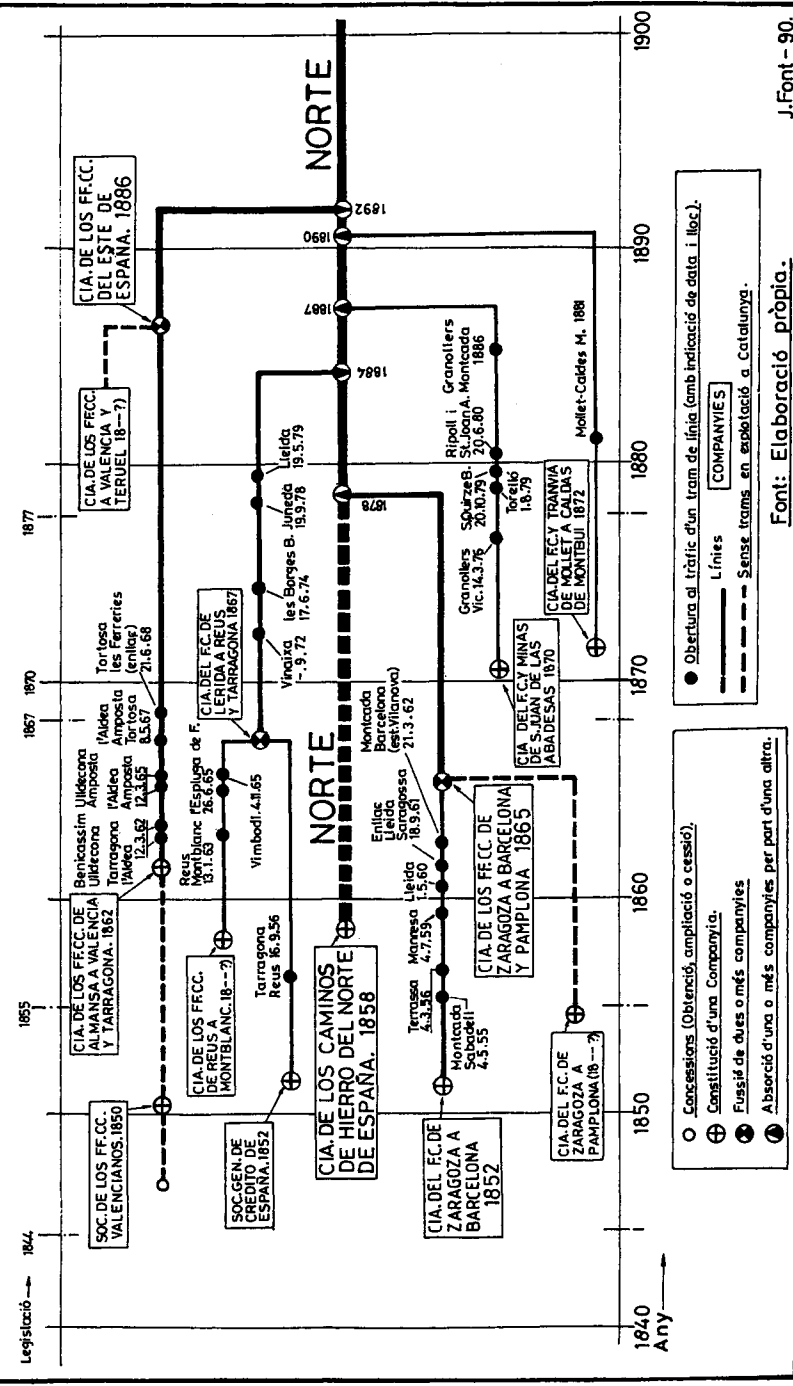 Legislació 1844
1855
1867
1870
1877
SOC. DE LOS FF.CC.
VALENCIANOS.1850
CIA. DE LOS FF.CC. DE
ALMANSA A VALENCIA
Y TARRAGONA. 1862
Benicassim
Ulldecona
Tarragona
l'Aldea
12.3.62
Ulldecona
Amposta
l'Aldea
Amposta
12.3.65
l'Aldea
Amposta
Tortosa
8.5.67
Tortosa
les Ferreries
(enllaç)
21.6.68
CIA. DE LOS FF.CC.
A VALENCIA Y
TERUEL 18--?)
CIA. DE LOS FF.CC.
DEL ESTE DE
ESPAÑA. 1886
SOC. GEN. DE
CREDITO DE
ESPAÑA. 1852
Tarragona
Reus 16.9.56
CIA. DE LOS FF.CC.
DE REUS A
MONTBLANC. 18--?)
Reus
Montblanc
13.1.63
l'Espluga de F.
26.6.65
Vimbodí. 4.11.65
CIA. DEL F.C. DE
LERIDA A REUS
Y TARRAGONA 1867
Vinaixa
-.9.72
les Borges B.
17.6.74
Juneda
19.9.78
Lleida
19.5.79
CIA. DE LOS CAMINOS
DE HIERRO DEL NORTE
DE ESPAÑA. 1858
NORTE
NORTE
1878
1884
1887
1890
1892
CIA. DEL F.C. DE
ZARAGOZA A
BARCELONA
1852
Montcada
Sabadell
4.5.55
Terrassa
4.3.56
Manresa
4.7.59
Lleida
1.5.60
Enllaç
Lleida
Saragossa
18.9.61
Montcada
Barcelona
(est.Vilanova)
21.3.62
CIA. DE LOS FF.CC. DE
ZARAGOZA A BARCELONA
Y PAMPLONA 1865
CIA. DEL F.C. DE
ZARAGOZA A
PAMPLONA (18--?)
CIA. DEL F.C. Y MINAS
DE S.JUAN DE LAS
ABADESAS 1870
Granollers
Vic. 14.3.76
S.Quirze B.
20.10.79
Torelló
1.8.79
Ripoll i
St.Joan A.
20.6.80
Granollers
Montcada
1886
CIA. DEL F.C. Y TRANVIA
DE MOLLET A CALDAS
DE MONTBUI 1872
Mollet-Caldes M. 1881
1840
1850
1860
1870
1880
1890
1900
Any
Concessions (Obtenció, ampliació o cessió).
Constitució d'una Companyia.
Fussió de dues o més companyies
Absorció d'una o més companyies per part d'una altra.
Obertura al tràfic d'un tram de línia (amb indicació de data i lloc).
Línies COMPANYIES
Sense trams en explotació a Catalunya.
Font: Elaboració pròpia.
J.Font - 90.